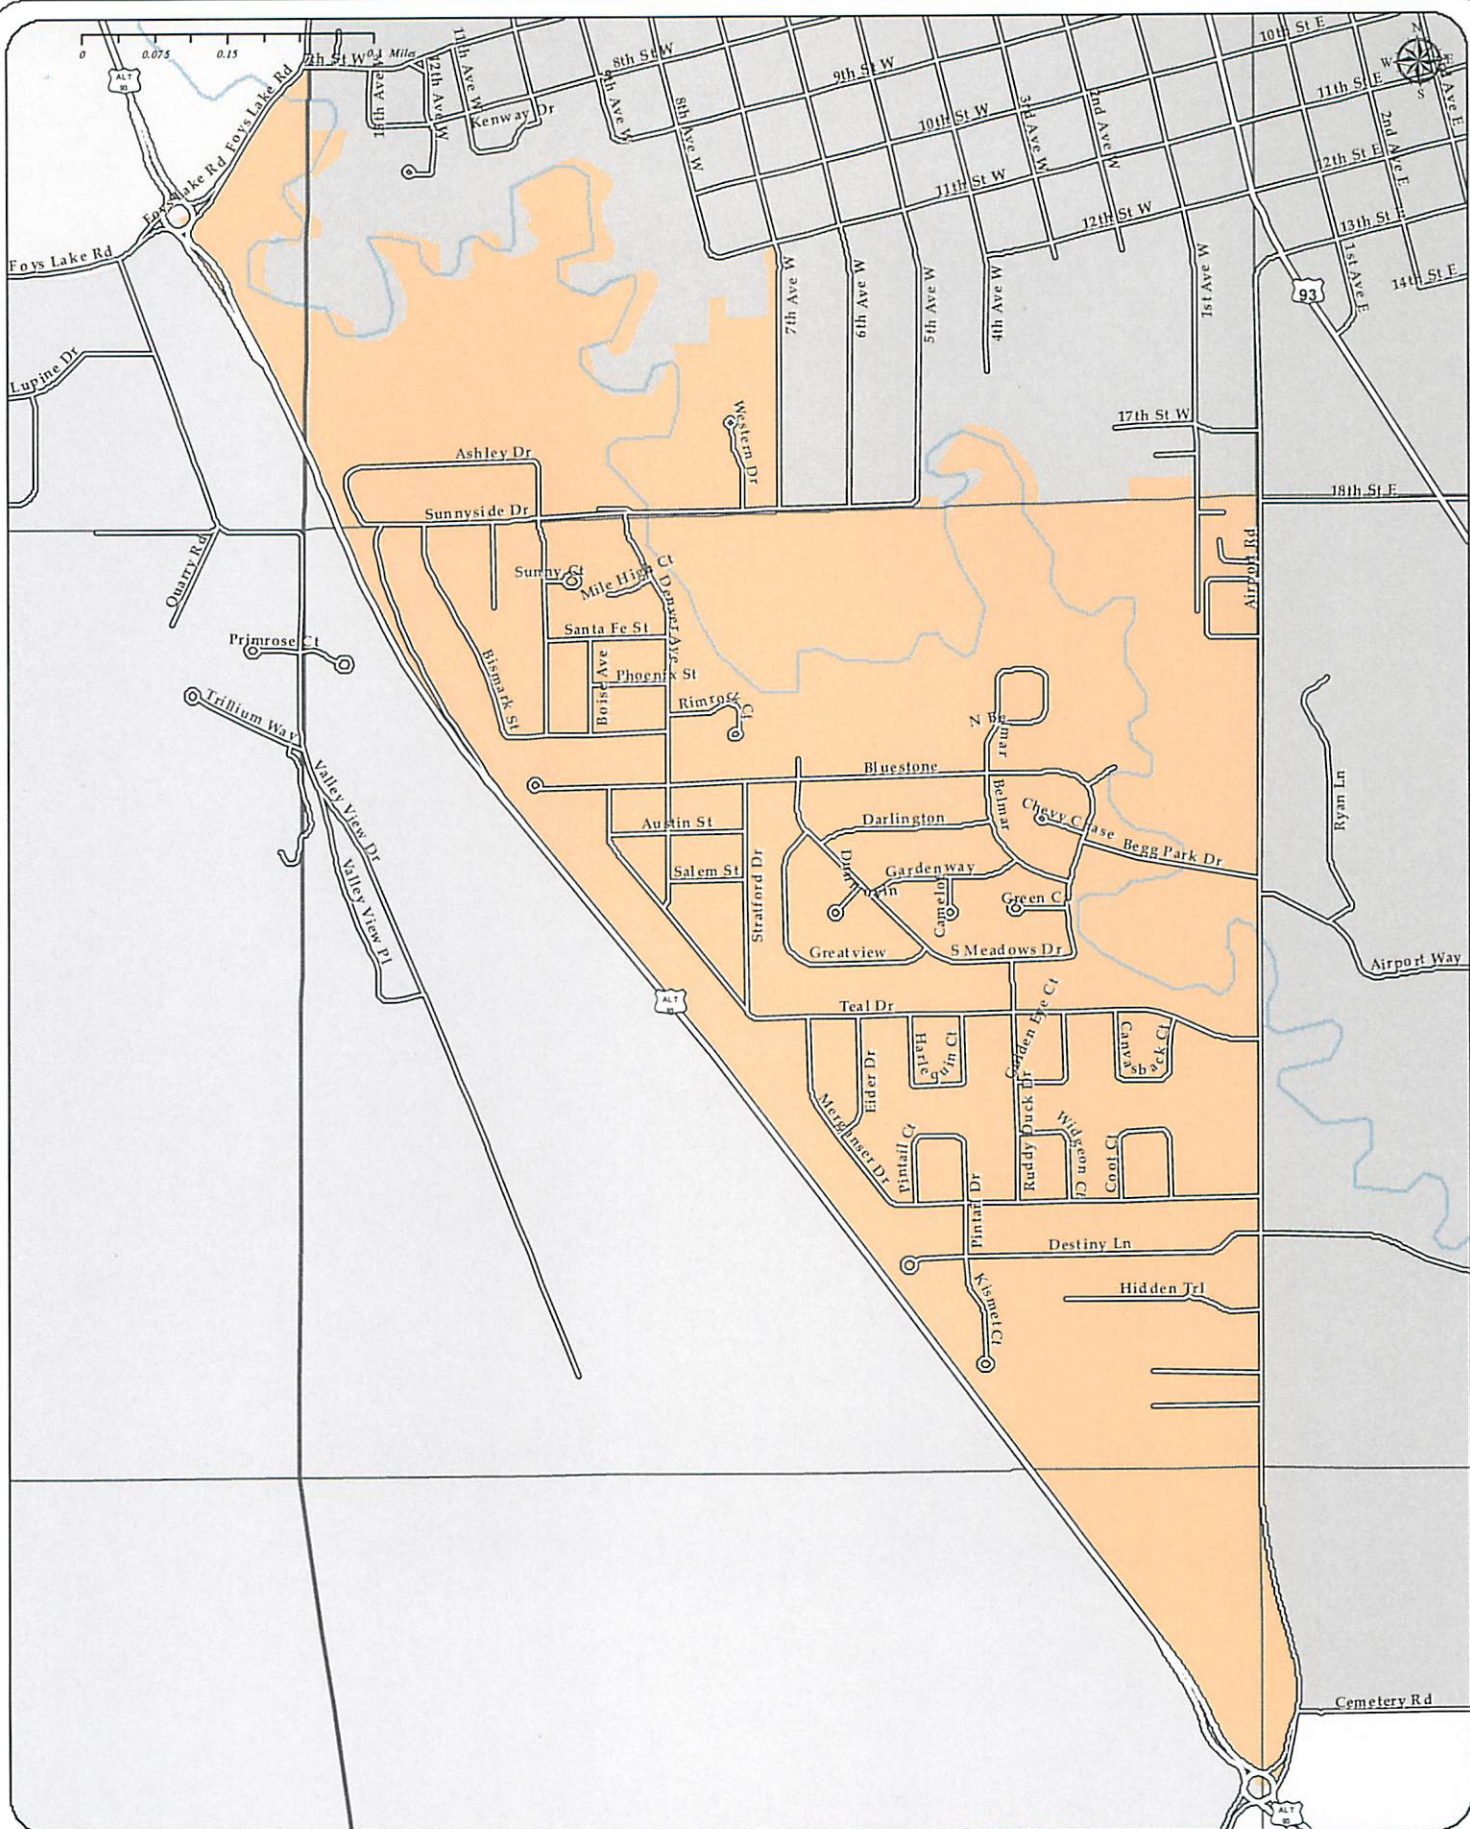 0 0.075 0.15 Miles
ALT
93
7th St W
11th Ave W
12th Ave W
8th St W
9th Ave W
8th Ave W
9th St W
10th St W
3rd Ave W
2nd Ave W
10th St E
N
W E
S
11th St E
2nd Ave E
12th St E
Kenway Dr
Foys Lake Rd
Foys Lake Rd
Foys Lake Rd
11th St W
12th St W
13th St E
1st Ave E
14th St E
93
7th Ave W
6th Ave W
5th Ave W
4th Ave W
1st Ave W
Lupine Dr
Western Dr
17th St W
Ashley Dr
18th St E
Sunnyside Dr
Quarry Rd
Sunny Ct
Mile High Ct
Denver Ave
Airport Rd
Santa Fe St
Primrose Ct
Bismark St
Boise Ave
Phoenix St
Rimrock Ct
Trillium Way
N Belmar
Valley View Dr
Bluestone
Belmar
Ryan Ln
Austin St
Darlington
Chevy Chase
Begg Park Dr
Salem St
Stratford Dr
Gardenway
Camelot
Green C
Valley View Pl
Greatview
S Meadows Dr
Airport Way
ALT
93
Teal Dr
Golden Eye Ct
Harlequin Ct
Canvasback Ct
Eider Dr
Merganser Dr
Pintail Ct
Ruddy Duck Dr
Widgeon Ct
Coot Ct
Pintail Dr
Destiny Ln
Kismet Ct
Hidden Trl
Cemetery Rd
ALT
93